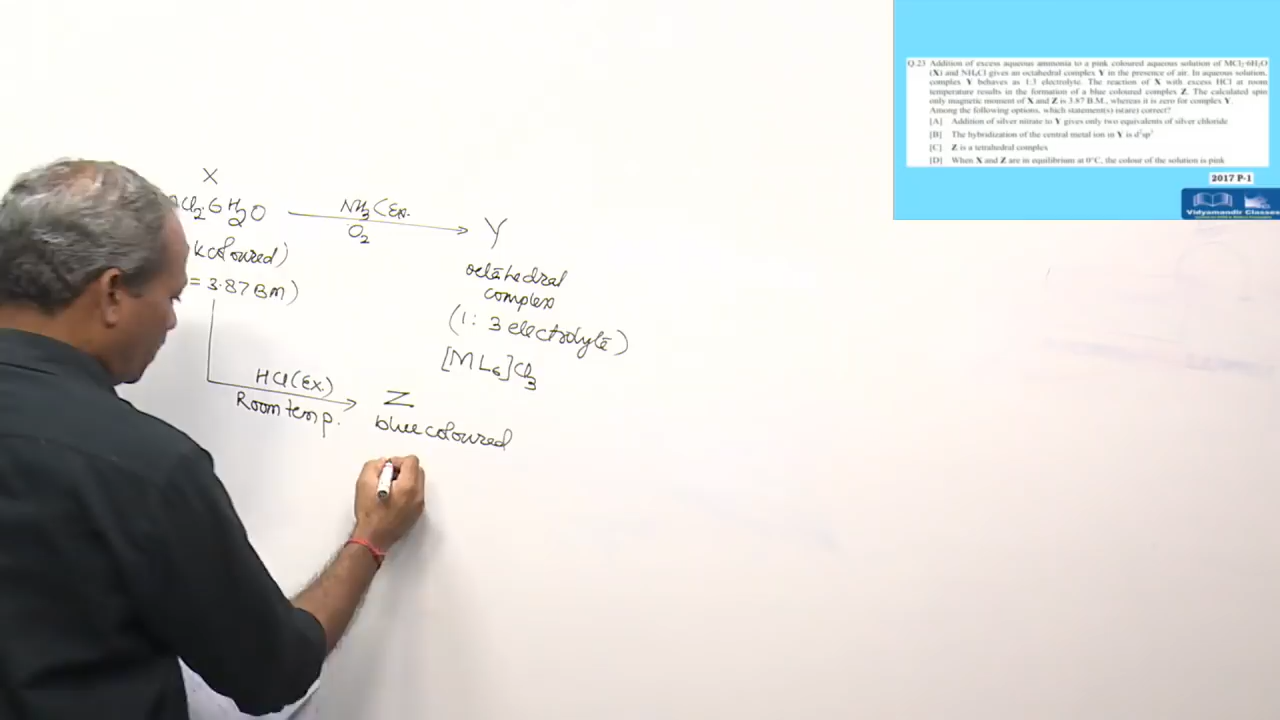 Q.23 Addition of excess aqueous ammonia to a pink coloured aqueous solution of MCl₂·6H₂O
(X) and NH₄Cl gives an octahedral complex Y in the presence of air. In aqueous solution,
complex Y behaves as 1:3 electrolyte. The reaction of X with excess HCl at room
temperature results in the formation of a blue coloured complex Z. The calculated spin
only magnetic moment of X and Z is 3.87 B.M., whereas it is zero for complex Y.
Among the following options, which statement(s) is(are) correct?
[A] Addition of silver nitrate to Y gives only two equivalents of silver chloride
[B] The hybridization of the central metal ion in Y is d²sp³
[C] Z is a tetrahedral complex
[D] When X and Z are in equilibrium at 0°C, the colour of the solution is pink
2017 P-1
Vidyamandir Classes
X
Cl₂.6H₂O
NH₃(Ex.
O₂
Y
kcoloured)
= 3.87BM)
octahedral
complex
(1: 3 electrolyte)
[ML₆]Cl₃
HCl(Ex.)
Room temp.
Z
blue coloured